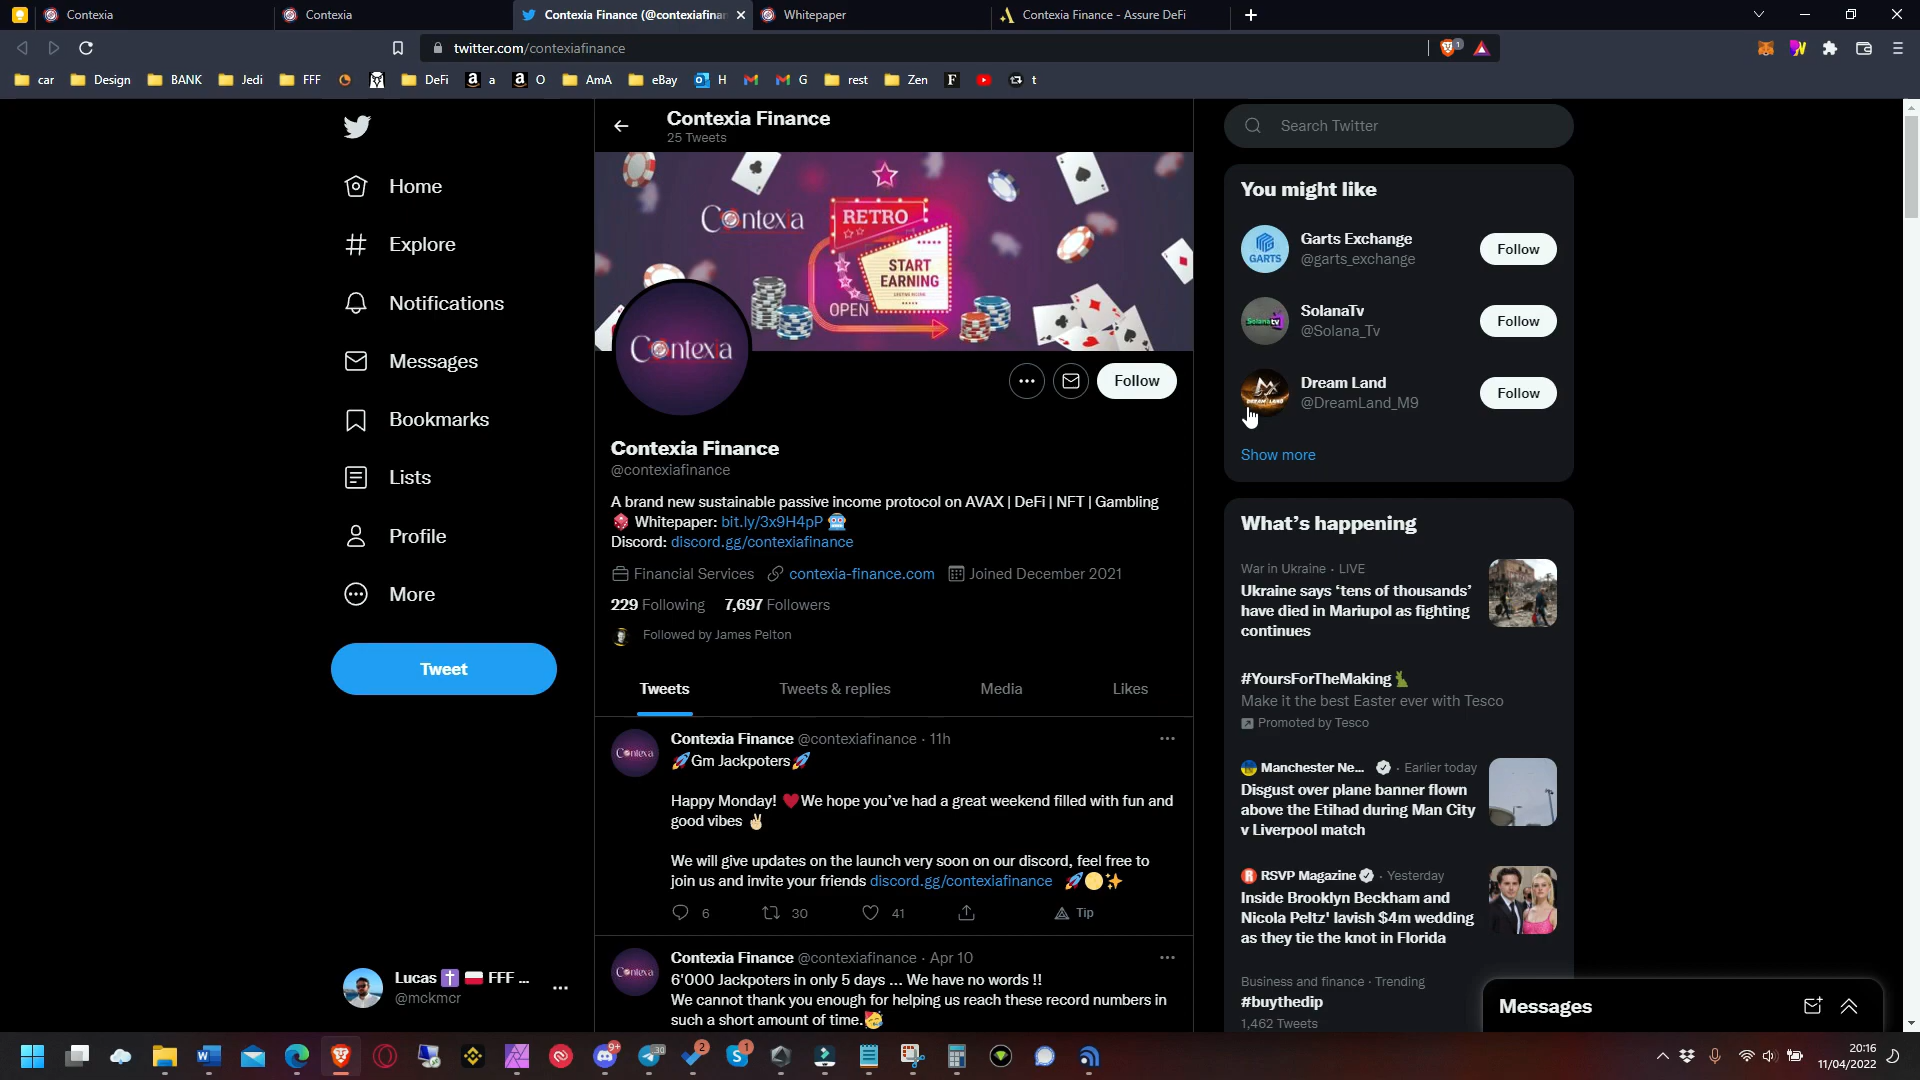 Contexia
Contexia
Contexia Finance (@contexiafinan
Whitepaper
Contexia Finance - Assure DeFi
twitter.com/contexiafinance
1
car
Design
BANK
Jedi
FFF
DeFi
a
O
AmA
eBay
H
G
rest
Zen
F
t
Contexia Finance
25 Tweets
Search Twitter
Home
Explore
Notifications
Messages
Bookmarks
Lists
Profile
More
Tweet
Contexia
RETRO
START
EARNING
OPEN
Contexia
Follow
Contexia Finance
@contexiafinance
A brand new sustainable passive income protocol on AVAX | DeFi | NFT | Gambling
🎲 Whitepaper: bit.ly/3x9H4pP 🤖
Discord: discord.gg/contexiafinance
Financial Services contexia-finance.com Joined December 2021
229 Following 7,697 Followers
Followed by James Pelton
Tweets
Tweets & replies
Media
Likes
Contexia Finance @contexiafinance · 11h
🚀Gm Jackpoters🚀
Happy Monday! ❤️We hope you've had a great weekend filled with fun and
good vibes ✌🏻
We will give updates on the launch very soon on our discord, feel free to
join us and invite your friends discord.gg/contexiafinance 🚀🌕✨
6
30
41
Tip
Contexia Finance @contexiafinance · Apr 10
6'000 Jackpoters in only 5 days ... We have no words !!
We cannot thank you enough for helping us reach these record numbers in
such a short amount of time.🥳
You might like
GARTS
Garts Exchange
@garts_exchange
Follow
Solana tv
SolanaTv
@Solana_Tv
Follow
Dream Land
@DreamLand_M9
Follow
Show more
What's happening
War in Ukraine · LIVE
Ukraine says 'tens of thousands'
have died in Mariupol as fighting
continues
#YoursForTheMaking
Make it the best Easter ever with Tesco
Promoted by Tesco
Manchester Ne... · Earlier today
Disgust over plane banner flown
above the Etihad during Man City
v Liverpool match
RSVP Magazine · Yesterday
Inside Brooklyn Beckham and
Nicola Peltz' lavish $4m wedding
as they tie the knot in Florida
Business and finance · Trending
#buythedip
1,462 Tweets
Messages
Lucas ✝️ 🇵🇱 FFF ...
@mckmcr
9+
30
2
1
20:16
11/04/2022